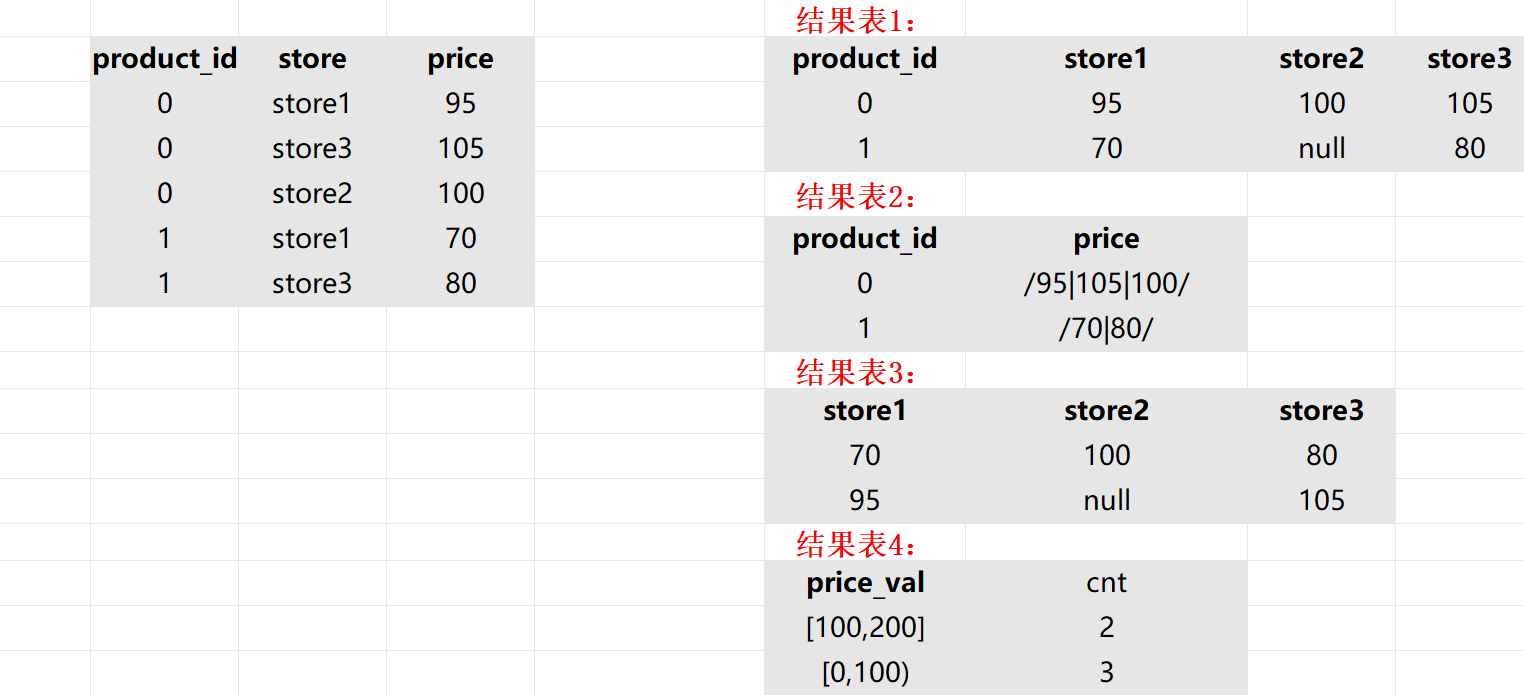 结果表1：
product_id store price
0 store1 95
0 store3 105
0 store2 100
1 store1 70
1 store3 80
product_id store1 store2 store3
0 95 100 105
1 70 null 80
结果表2：
product_id price
0 /95|105|100/
1 /70|80/
结果表3：
store1 store2 store3
70 100 80
95 null 105
结果表4：
price_val cnt
[100,200] 2
[0,100) 3